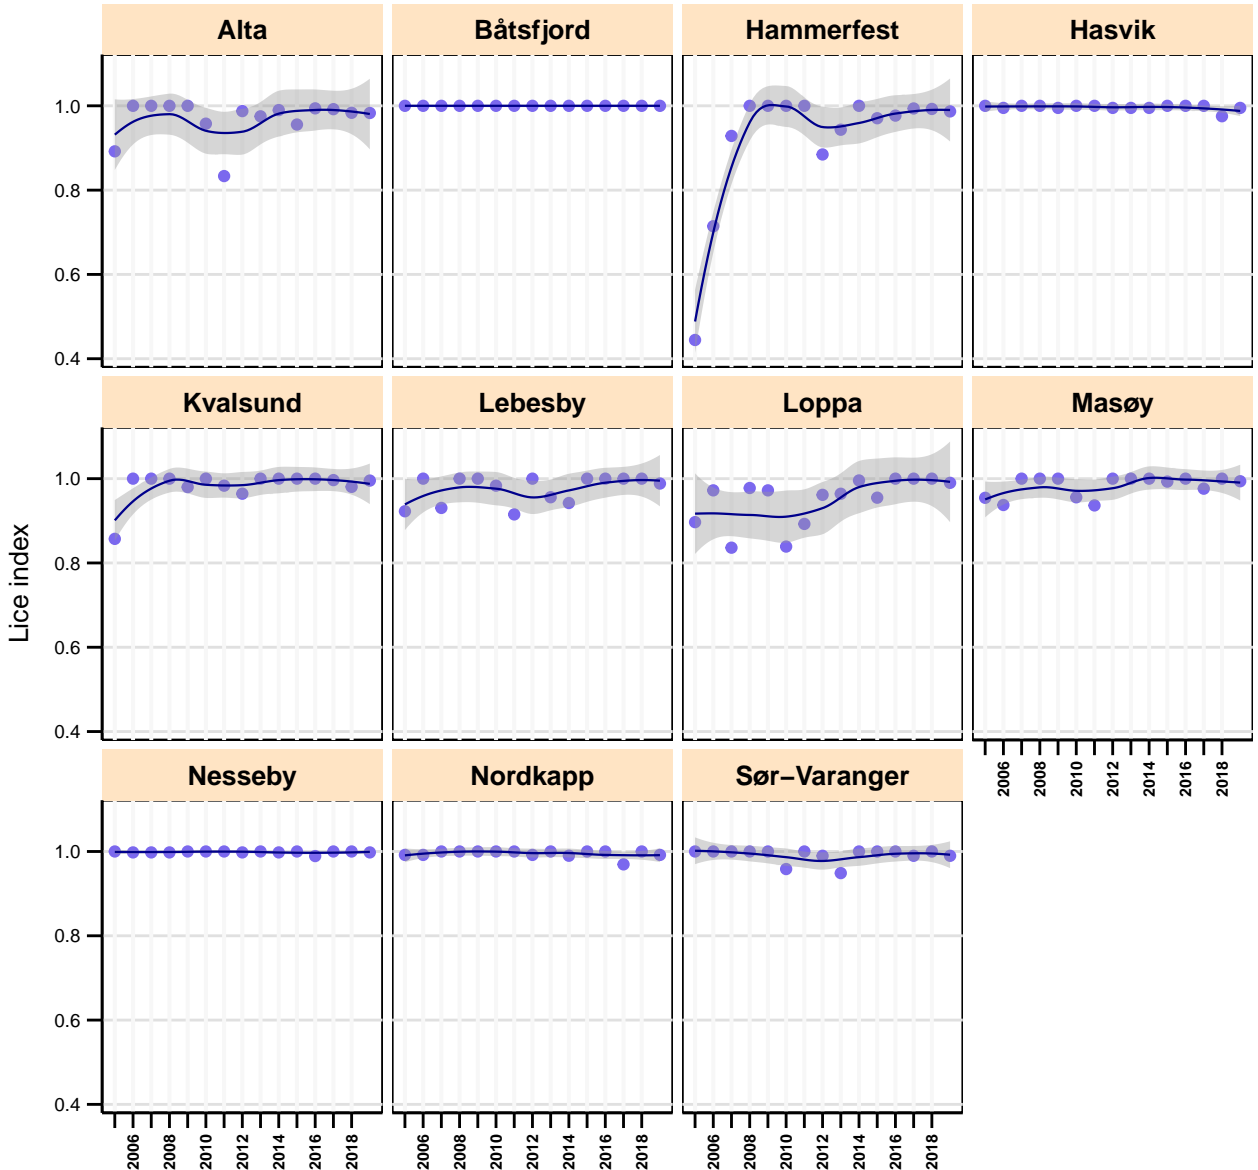 Alta Båtsfjord Hammerfest Hasvik
1.0
0.8
0.6
0.4
Kvalsund Lebesby Loppa Masøy
1.0
0.8
0.6
0.4
Lice index
2006 2008 2010 2012 2014 2016 2018
Nesseby Nordkapp Sør–Varanger
1.0
0.8
0.6
0.4
2006 2008 2010 2012 2014 2016 2018 2006 2008 2010 2012 2014 2016 2018 2006 2008 2010 2012 2014 2016 2018